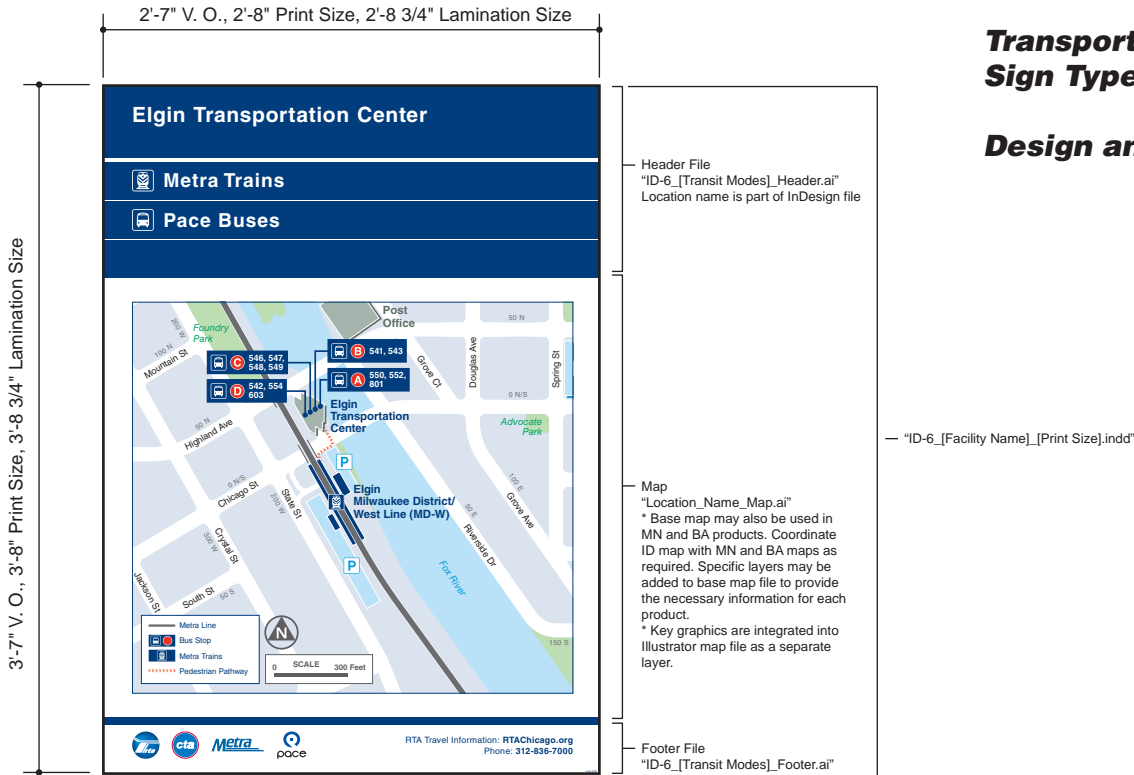 2'-7" V. O., 2'-8" Print Size, 2'-8 3/4" Lamination Size
3'-7" V. O., 3'-8" Print Size, 3-8 3/4" Lamination Size
Transport
Sign Type
Design an
Elgin Transportation Center
Metra Trains
Pace Buses
Header File
“ID-6_[Transit Modes]_Header.ai”
Location name is part of InDesign file
Post
Office
50 N
200 W
Foundry
Park
100 N
Mountain St
C 546, 547,
548, 549
B 541, 543
D 542, 554
603
A 550, 552,
801
Grove Ct
Douglas Ave
Spring St
0 N/S
Elgin
Transportation
Center
Advocate
Park
50 N
Highland Ave
P
0 N/S
Chicago St
State St
200 W
Elgin
Milwaukee District/
West Line (MD-W)
100 E
Grove Ave
50 E
Riverside Dr
300 W
Crystal St
P
Fox River
Jackson St
South St
50 S
150 S
Metra Line
Bus Stop
Metra Trains
Pedestrian Pathway
N
0 SCALE 300 Feet
Map
“Location_Name_Map.ai”
* Base map may also be used in
MN and BA products. Coordinate
ID map with MN and BA maps as
required. Specific layers may be
added to base map file to provide
the necessary information for each
product.
* Key graphics are integrated into
Illustrator map file as a separate
layer.
“ID-6_[Facility Name]_[Print Size].indd”
rta
cta
Metra
pace
RTA Travel Information: RTAChicago.org
Phone: 312-836-7000
Footer File
“ID-6_[Transit Modes]_Footer.ai”